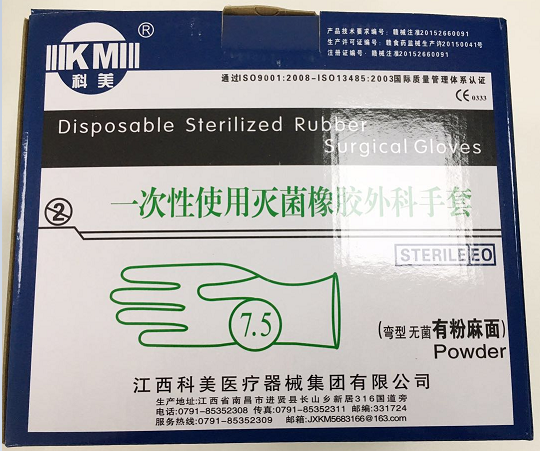 KM
®
科美
产品技术要求编号：赣械注准20152660091
生产许可证编号：赣食药监械生产许20150041号
注册证编号：赣械注准20152660091
通过ISO9001:2008-ISO13485:2003国际质量管理体系认证
CE 0333
Disposable Sterilized Rubber
Surgical Gloves
2
一次性使用灭菌橡胶外科手套
STERILE EO
7.5
(弯型 无菌 有粉麻面)
Powder
江西科美医疗器械集团有限公司
生产地址:江西省南昌市进贤县长山乡新居316国道旁
电话:0791-85352308 传真:0791-85352311 邮编:331724
服务热线:0791-85352309 邮箱:JXKM5683166@163.com